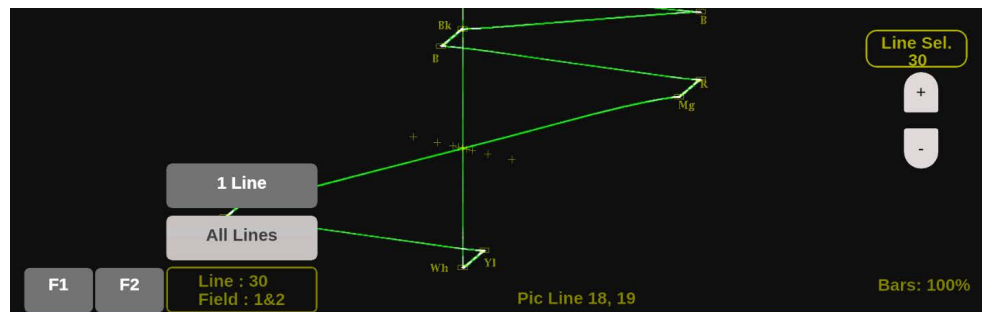 Bk
B
B
R
Mg
Line Sel.
30
+
-
1 Line
All Lines
Wh
Yl
F1
F2
Line : 30
Field : 1&2
Pic Line 18, 19
Bars: 100%